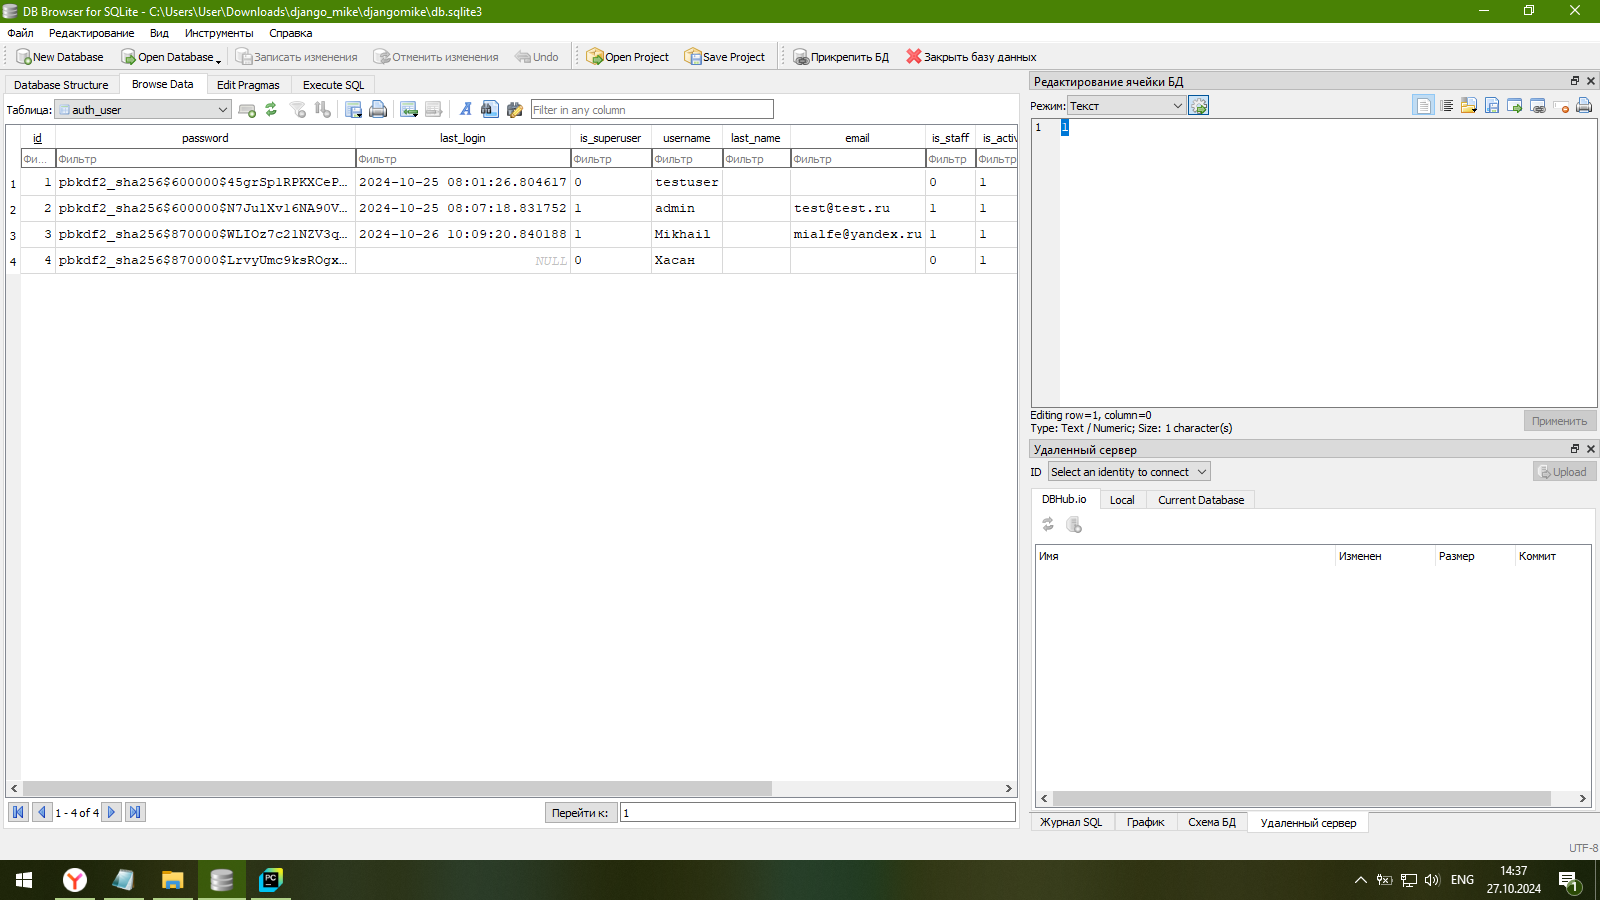 DB Browser for SQLite - C:\Users\User\Downloads\django_mike\djangomike\db.sqlite3
Файл Редактирование Вид Инструменты Справка
New Database Open Database Записать изменения Отменить изменения Undo Open Project Save Project Прикрепить БД Закрыть базу данных
Database Structure Browse Data Edit Pragmas Execute SQL
Таблица: auth_user Filter in any column
id password last_login is_superuser username last_name email is_staff is_activ
Фи... Фильтр Фильтр Фильтр Фильтр Фильтр Фильтр Фильтр Фильтр
1 1 pbkdf2_sha256$600000$45grSp1RPKXCeP… 2024-10-25 08:01:26.804617 0 testuser 0 1
2 2 pbkdf2_sha256$600000$N7JulXv16NA90V… 2024-10-25 08:07:18.831752 1 admin test@test.ru 1 1
3 3 pbkdf2_sha256$870000$WLIOz7c21NZV3q… 2024-10-26 10:09:20.840188 1 Mikhail mialfe@yandex.ru 1 1
4 4 pbkdf2_sha256$870000$LrvyUmc9ksROgx… NULL 0 Хасан 0 1
1 - 4 of 4 Перейти к: 1
Редактирование ячейки БД
Режим: Текст
1 1
Editing row=1, column=0
Type: Text / Numeric; Size: 1 character(s)
Применить
Удаленный сервер
ID Select an identity to connect Upload
DBHub.io Local Current Database
Имя Изменен Размер Коммит
Журнал SQL График Схема БД Удаленный сервер
UTF-8
PC
ENG 14:37
27.10.2024
1